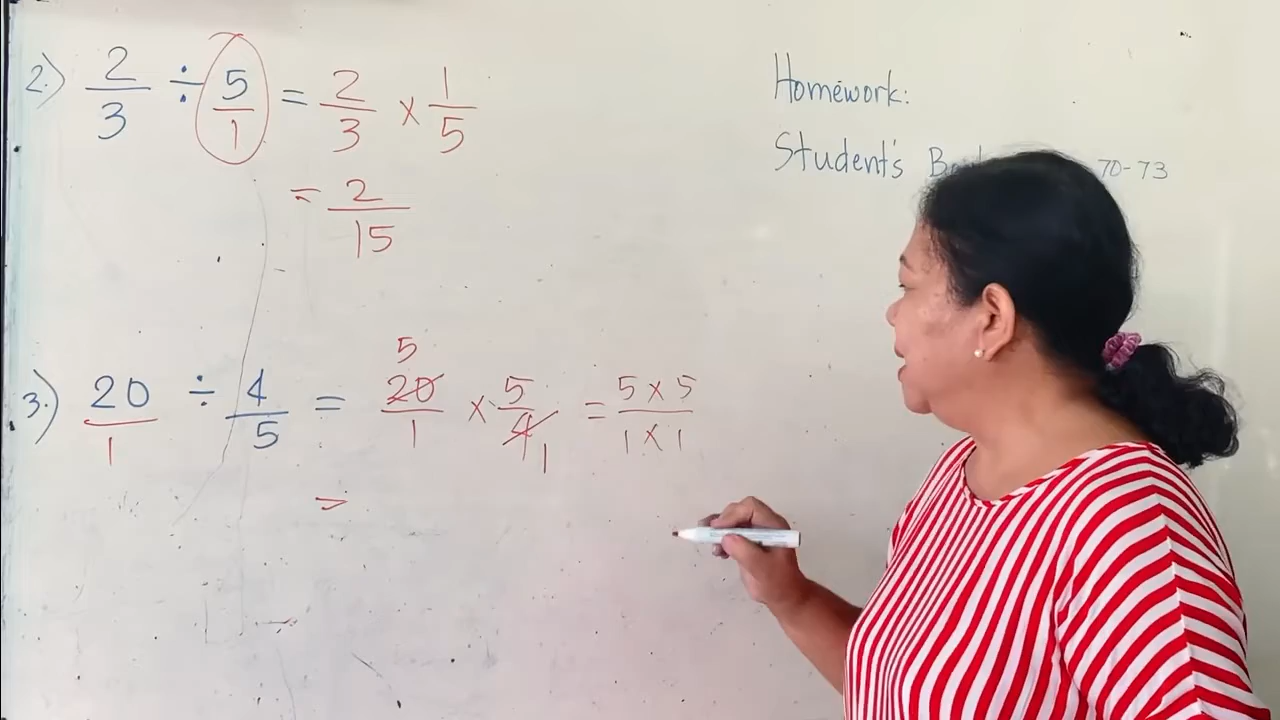 2.) 2/3 ÷ 5/1 = 2/3 × 1/5
= 2/15
3.) 20/1 ÷ 4/5 = 20/1 × 5/4 = 5 × 5/1 × 1
5
1
=
Homework:
Student's 70-73